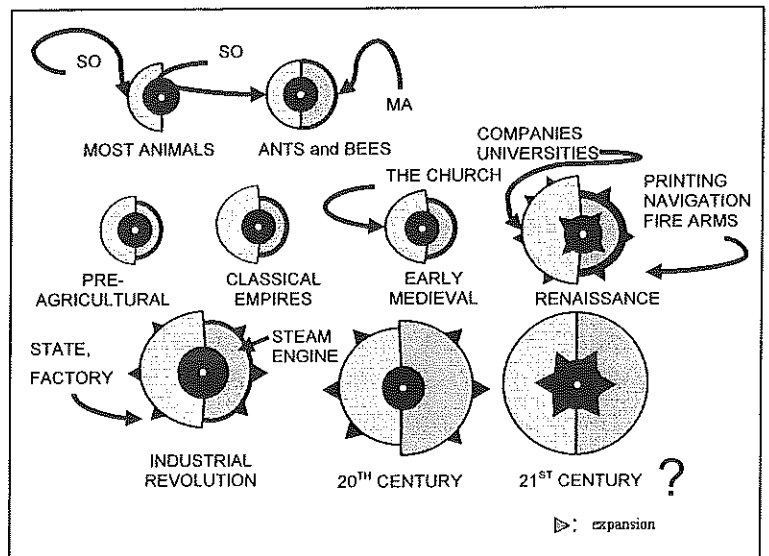 SO
SO
MA
MOST ANIMALS
ANTS and BEES
COMPANIES
UNIVERSITIES
THE CHURCH
PRINTING
NAVIGATION
FIRE ARMS
PRE-
AGRICULTURAL
CLASSICAL
EMPIRES
EARLY
MEDIEVAL
RENAISSANCE
STATE,
FACTORY
STEAM
ENGINE
INDUSTRIAL
REVOLUTION
20TH CENTURY
21ST CENTURY ?
: expansion